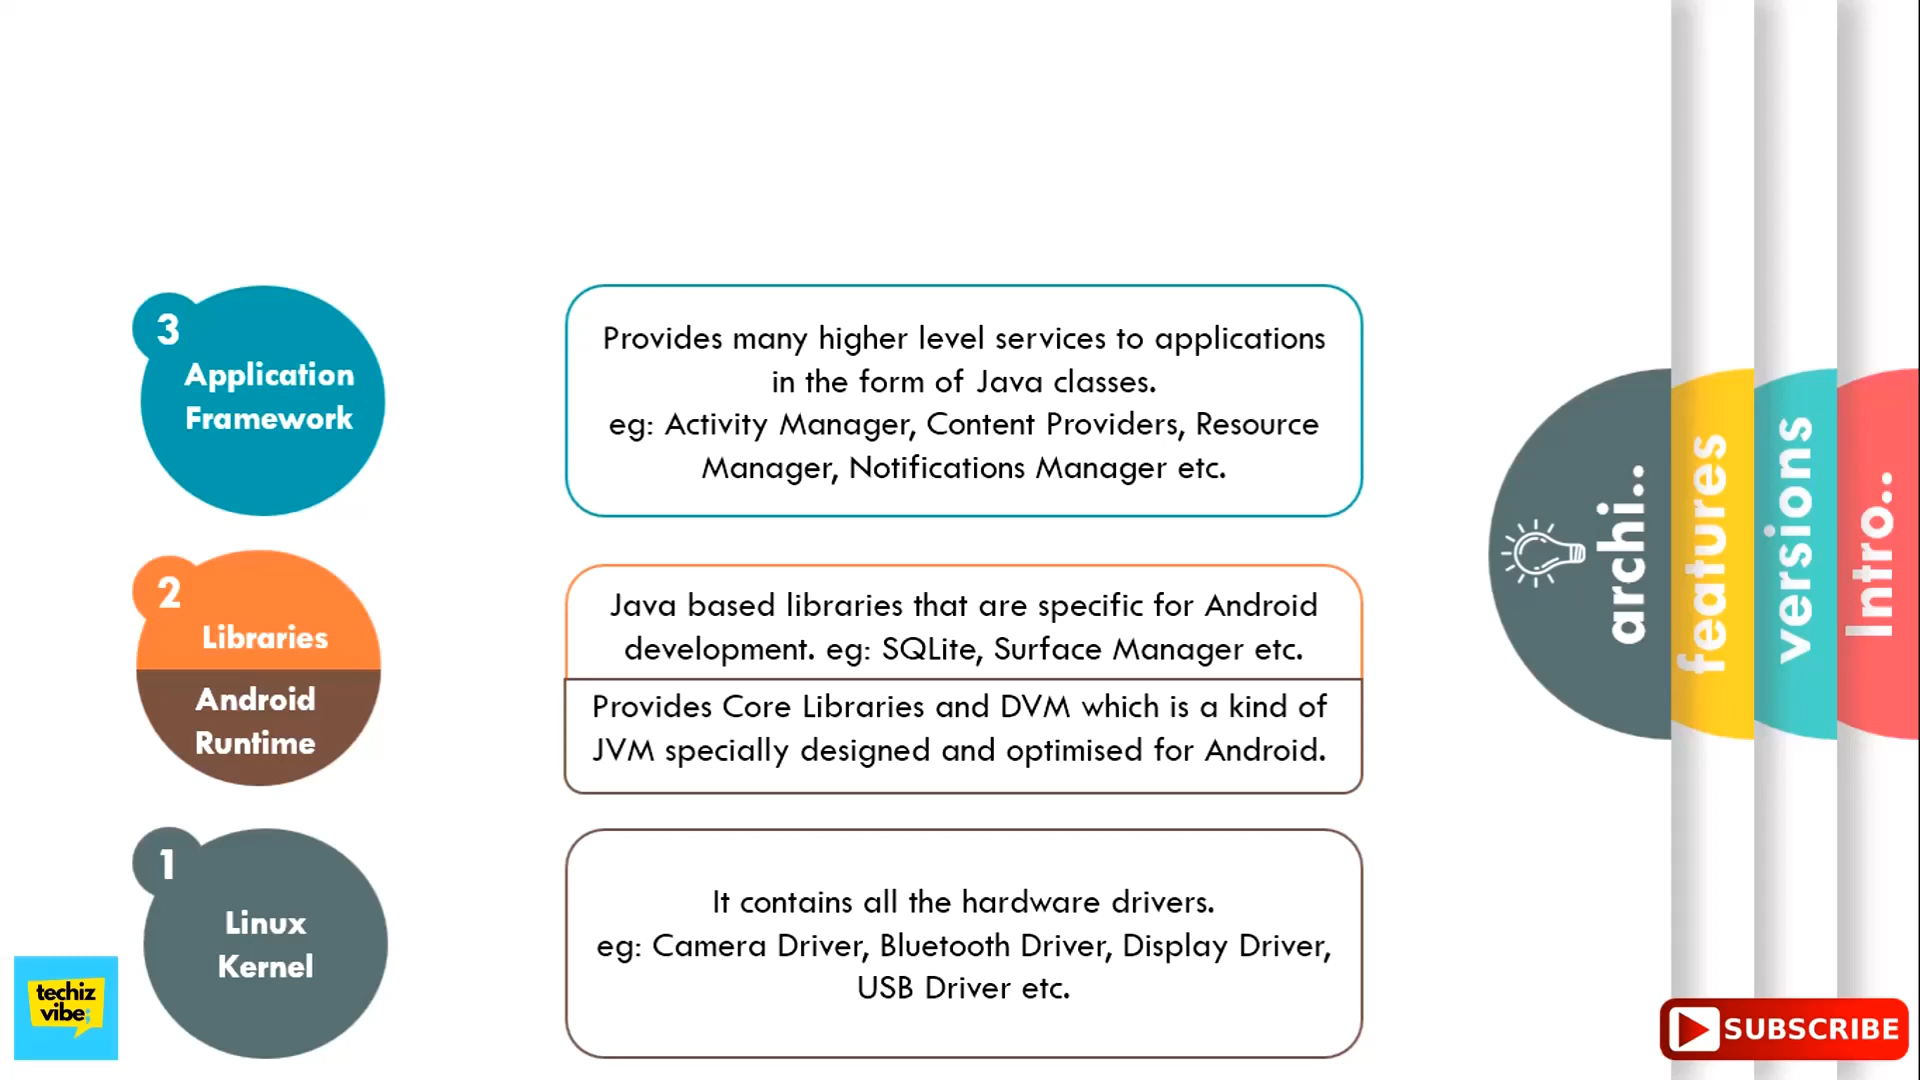 3
Application
Framework
Provides many higher level services to applications
in the form of Java classes.
eg: Activity Manager, Content Providers, Resource
Manager, Notifications Manager etc.
2
Libraries
Java based libraries that are specific for Android
development. eg: SQLite, Surface Manager etc.
Android
Runtime
Provides Core Libraries and DVM which is a kind of
JVM specially designed and optimised for Android.
1
Linux
Kernel
It contains all the hardware drivers.
eg: Camera Driver, Bluetooth Driver, Display Driver,
USB Driver etc.
archi..
features
versions
Intro..
techiz
vibe;
SUBSCRIBE